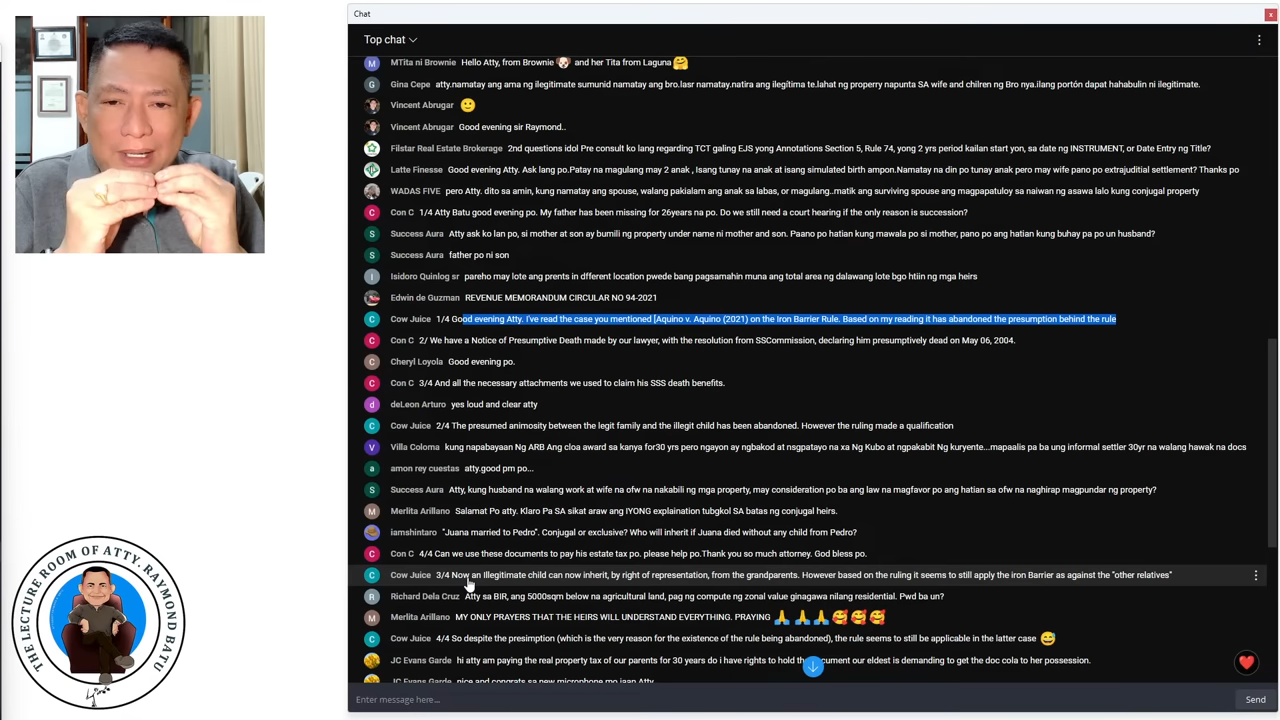 Chat
x
Top chat
M MTita ni Brownie Hello Atty, from Brownie 🐶 and her Tita from Laguna 🤗
G Gina Cepe atty.namatay ang ama ng ilegitimate sumunid namatay ang bro.lasr namatay.natira ang ilegítima te.lahat ng properry napunta SA wife and chilren ng Bro nya.ilang portón dapat hahabulin ni ilegitimate.
Vincent Abrugar 🙂
Vincent Abrugar Good evening sir Raymond..
Filstar Real Estate Brokerage 2nd questions idol Pre consult ko lang regarding TCT galing EJS yong Annotations Section 5, Rule 74, yong 2 yrs period kailan start yon, sa date ng INSTRUMENT, or Date Entry ng Title?
Latte Finesse Good evening Atty. Ask lang po.Patay na magulang may 2 anak , Isang tunay na anak at isang simulated birth ampon.Namatay na din po tunay anak pero may wife pano po extrajuditial settlement? Thanks po
WADAS FIVE pero Atty. dito sa amin, kung namatay ang spouse, walang pakialam ang anak sa labas, or magulang..matik ang surviving spouse ang magpapatuloy sa naiwan ng asawa lalo kung conjugal property
C Con C 1/4 Atty Batu good evening po. My father has been missing for 26years na po. Do we still need a court hearing if the only reason is succession?
S Success Aura Atty ask ko lan po, si mother at son ay bumili ng property under name ni mother and son. Paano po hatian kung mawala po si mother, pano po ang hatian kung buhay pa po un husband?
S Success Aura father po ni son
I Isidoro Quinlog sr pareho may lote ang prents in dfferent location pwede bang pagsamahin muna ang total area ng dalawang lote bgo htiin ng mga heirs
Edwin de Guzman REVENUE MEMORANDUM CIRCULAR NO 94-2021
C Cow Juice 1/4 Good evening Atty. I've read the case you mentioned [Aquino v. Aquino (2021) on the Iron Barrier Rule. Based on my reading it has abandoned the presumption behind the rule
C Con C 2/ We have a Notice of Presumptive Death made by our lawyer, with the resolution from SSCommission, declaring him presumptively dead on May 06, 2004.
C Cheryl Loyola Good evening po.
C Con C 3/4 And all the necessary attachments we used to claim his SSS death benefits.
d deLeon Arturo yes loud and clear atty
C Cow Juice 2/4 The presumed animosity between the legit family and the illegit child has been abandoned. However the ruling made a qualification
V Villa Coloma kung napabayaan Ng ARB Ang cloa award sa kanya for30 yrs pero ngayon ay ngbakod at nsgpatayo na xa Ng Kubo at ngpakabit Ng kuryente...mapaalis pa ba ung informal settler 30yr na walang hawak na docs
a amon rey cuestas atty.good pm po...
S Success Aura Atty, kung husband na walang work at wife na ofw na nakabili ng mga property, may consideration po ba ang law na magfavor po ang hatian sa ofw na naghirap magpundar ng property?
M Merlita Arillano Salamat Po atty. Klaro Pa SA sikat araw ang IYONG explaination tubgkol SA batas ng conjugal heirs.
iamshintaro "Juana married to Pedro". Conjugal or exclusive? Who will inherit if Juana died without any child from Pedro?
C Con C 4/4 Can we use these documents to pay his estate tax po. please help po.Thank you so much attorney. God bless po.
C Cow Juice 3/4 Now an Illegitimate child can now inherit, by right of representation, from the grandparents. However based on the ruling it seems to still apply the iron Barrier as against the "other relatives"
R Richard Dela Cruz Atty sa BIR, ang 5000sqm below na agricultural land, pag ng compute ng zonal value ginagawa nilang residential. Pwd ba un?
M Merlita Arillano MY ONLY PRAYERS THAT THE HEIRS WILL UNDERSTAND EVERYTHING. PRAYING 🙏🙏🙏🥰🥰🥰
C Cow Juice 4/4 So despite the presimption (which is the very reason for the existence of the rule being abandoned), the rule seems to still be applicable in the latter case 😅
JC Evans Garde hi atty am paying the real property tax of our parents for 30 years do i have rights to hold the document our eldest is demanding to get the doc cola to her possession.
JC Evans Garde nice and congrats sa new microphone mo jaan Atty
Enter message here...
Send
THE LECTURE ROOM OF ATTY. RAYMOND BATU